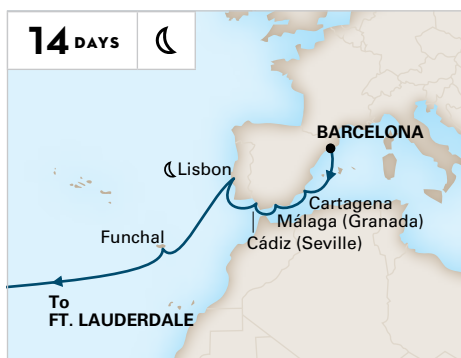 14 DAYS
BARCELONA
Lisbon
Cartagena
Málaga (Granada)
Funchal
Cádiz (Seville)
To
FT. LAUDERDALE